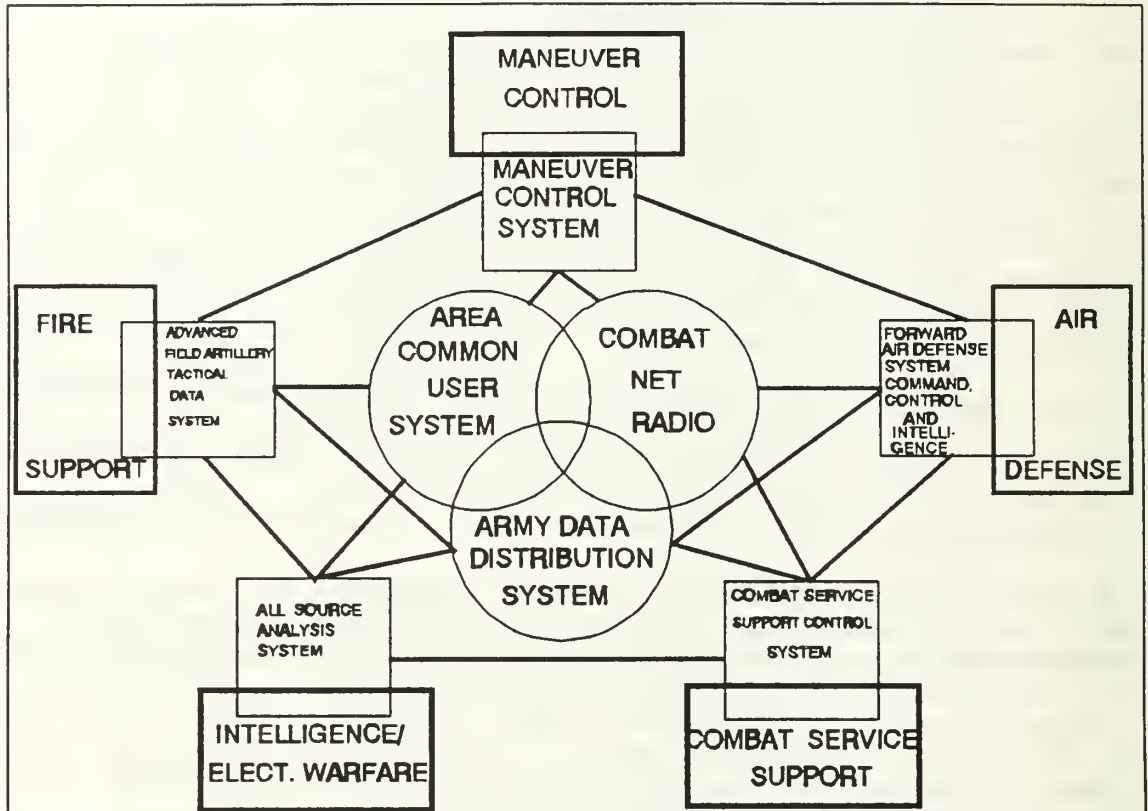 MANEUVER
CONTROL
MANEUVER
CONTROL
SYSTEM
FIRE
SUPPORT
ADVANCED
FIELD ARTILLERY
TACTICAL
DATA
SYSTEM
AREA
COMMON
USER
SYSTEM
COMBAT
NET
RADIO
FORWARD
AIR DEFENSE
SYSTEM
COMMAND,
CONTROL
AND
INTELLI-
GENCE
AIR
DEFENSE
ARMY DATA
DISTRIBUTION
SYSTEM
ALL SOURCE
ANALYSIS
SYSTEM
INTELLIGENCE/
ELECT. WARFARE
COMBAT SERVICE
SUPPORT CONTROL
SYSTEM
COMBAT SERVICE
SUPPORT